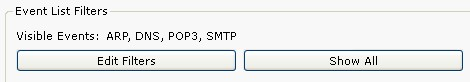 Event List Filters
Visible Events: ARP, DNS, POP3, SMTP
Edit Filters
Show All